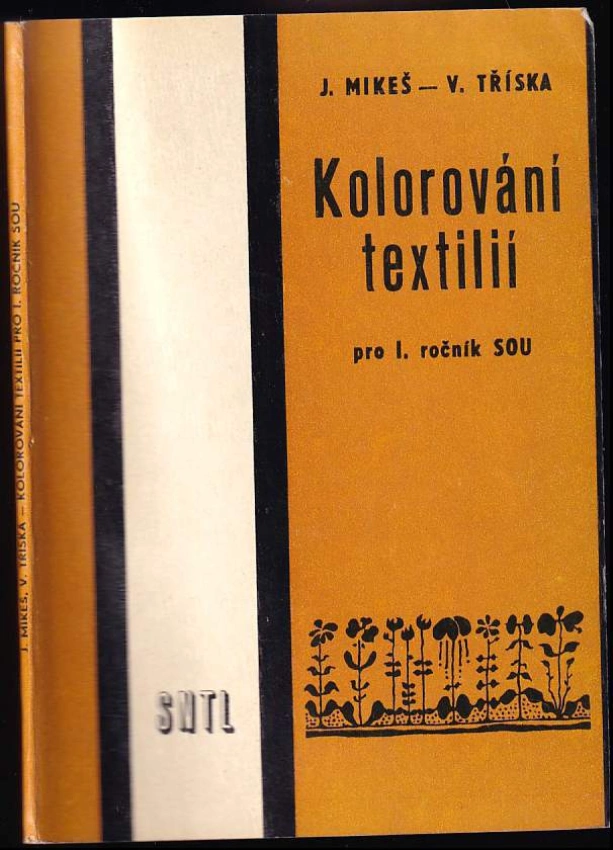 J. MIKEŠ — V. TŘÍSKA
Kolorování
textilií
pro I. ročník SOU
SNTL
J. MIKEŠ, V. TŘÍSKA — KOLOROVÁNÍ TEXTILIÍ PRO I. ROČNÍK SOU